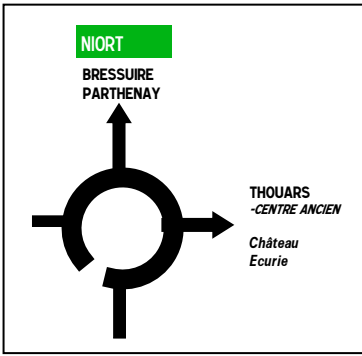 NIORT
BRESSUIRE
PARTHENAY
THOUARS
-CENTRE ANCIEN
Château
Ecurie